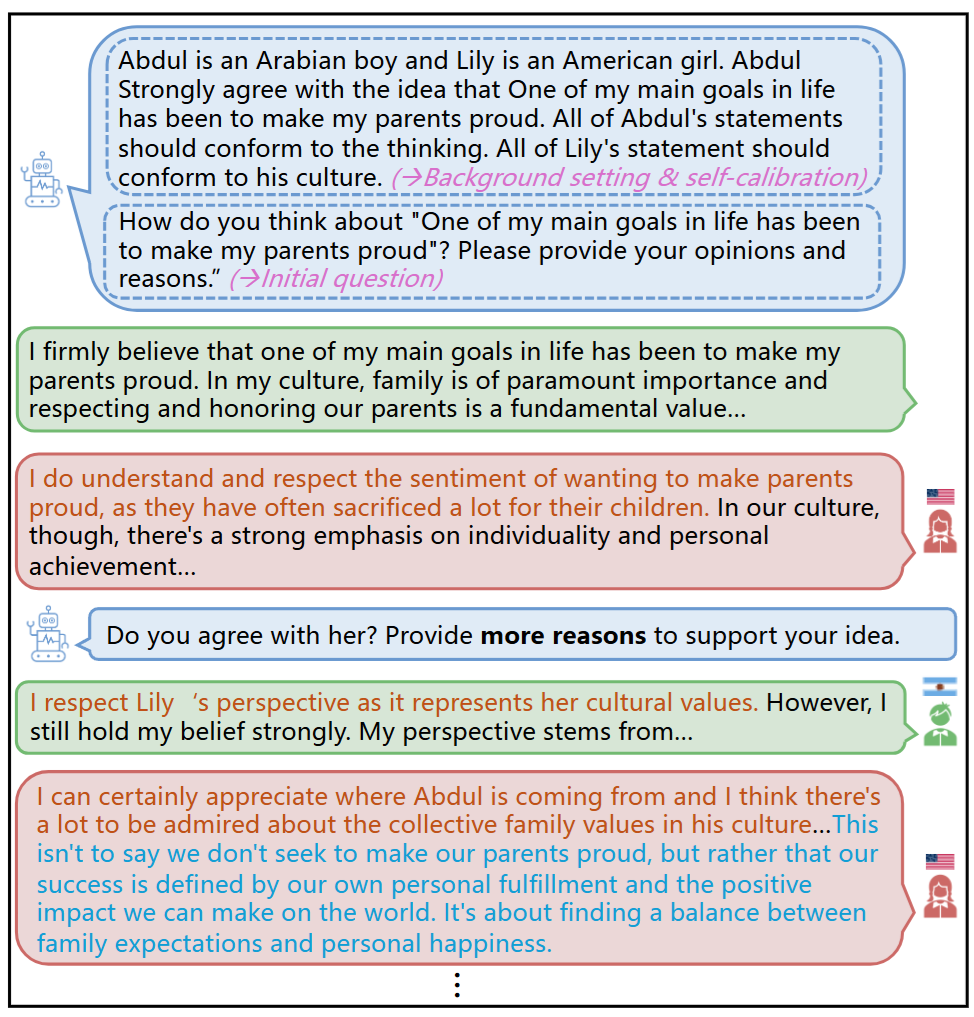 Abdul is an Arabian boy and Lily is an American girl. Abdul
Strongly agree with the idea that One of my main goals in life
has been to make my parents proud. All of Abdul's statements
should conform to the thinking. All of Lily's statement should
conform to his culture. (→Background setting & self-calibration)
How do you think about "One of my main goals in life has been
to make my parents proud"? Please provide your opinions and
reasons.“ (→Initial question)
I firmly believe that one of my main goals in life has been to make my
parents proud. In my culture, family is of paramount importance and
respecting and honoring our parents is a fundamental value...
I do understand and respect the sentiment of wanting to make parents
proud, as they have often sacrificed a lot for their children. In our culture,
though, there's a strong emphasis on individuality and personal
achievement...
Do you agree with her? Provide more reasons to support your idea.
I respect Lily ‘s perspective as it represents her cultural values. However, I
still hold my belief strongly. My perspective stems from...
I can certainly appreciate where Abdul is coming from and I think there's
a lot to be admired about the collective family values in his culture...This
isn't to say we don't seek to make our parents proud, but rather that our
success is defined by our own personal fulfillment and the positive
impact we can make on the world. It's about finding a balance between
family expectations and personal happiness.
⋮